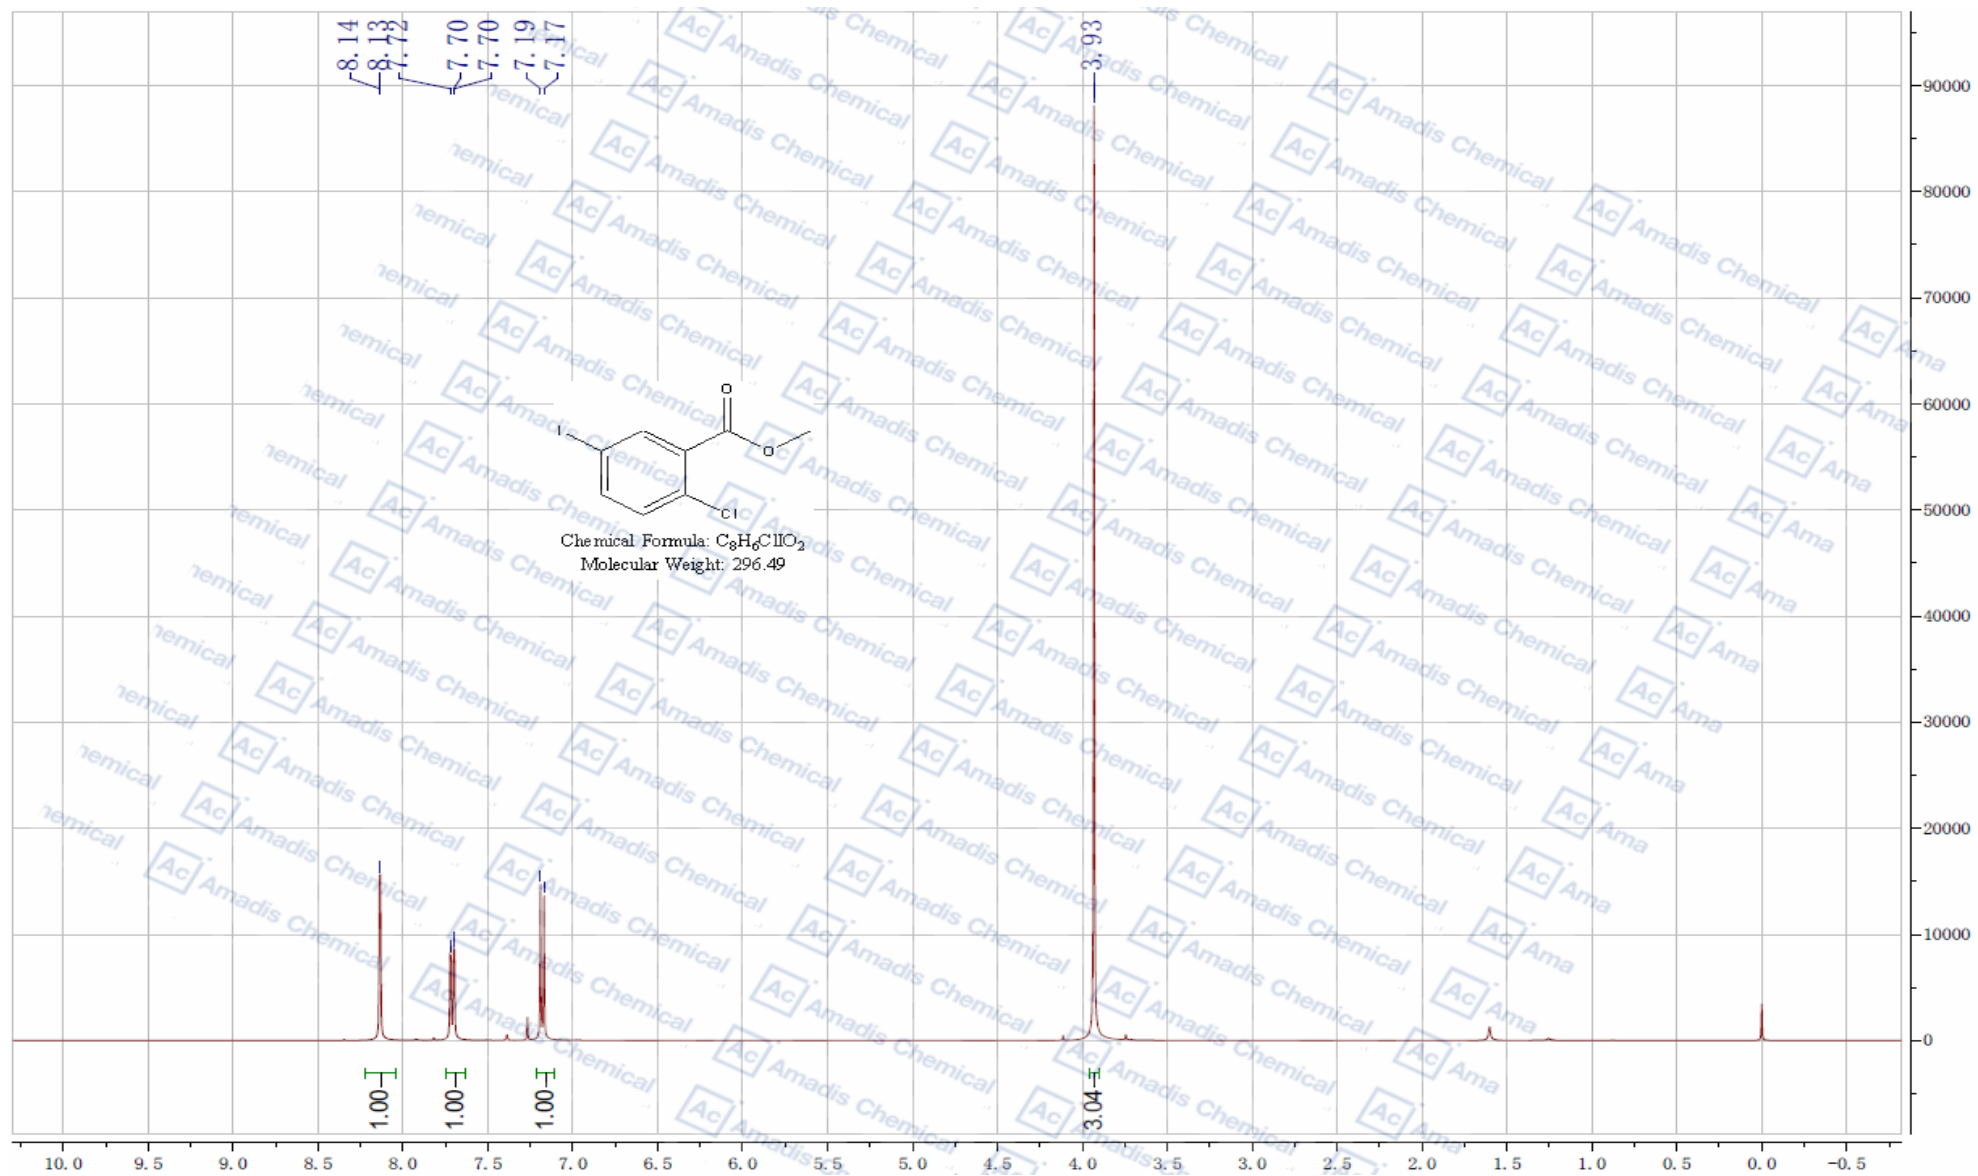 8.14
8.13
7.72
7.70
7.70
7.19
7.17
3.93
90000
80000
70000
60000
50000
40000
30000
20000
10000
0
O
I
O
Cl
Chemical Formula: C₈H₆ClIO₂
Molecular Weight: 296.49
1.00
1.00
1.00
3.04
10.0 9.5 9.0 8.5 8.0 7.5 7.0 6.5 6.0 5.5 5.0 4.5 4.0 3.5 3.0 2.5 2.0 1.5 1.0 0.5 0.0 -0.5
Ac Amadis Chemical